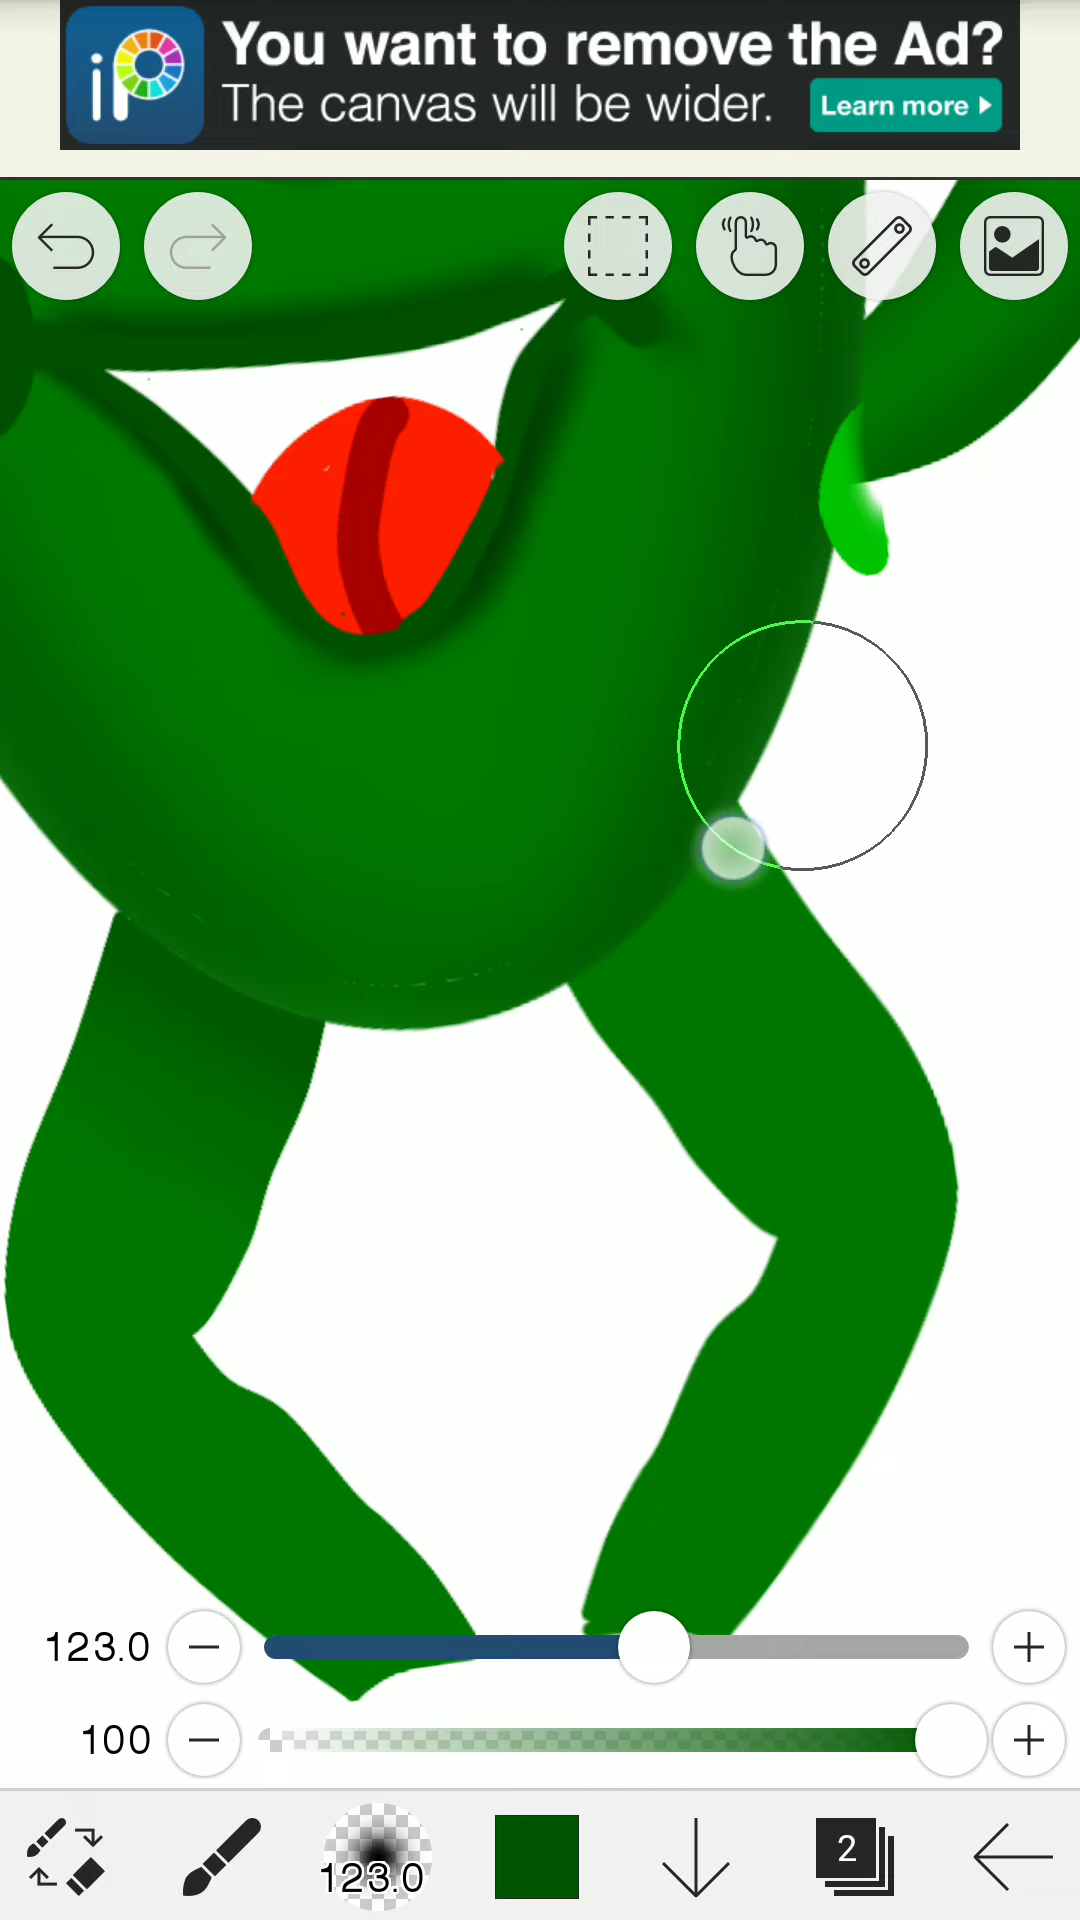 iP
You want to remove the Ad?
The canvas will be wider.
Learn more
123.0
100
123.0
2